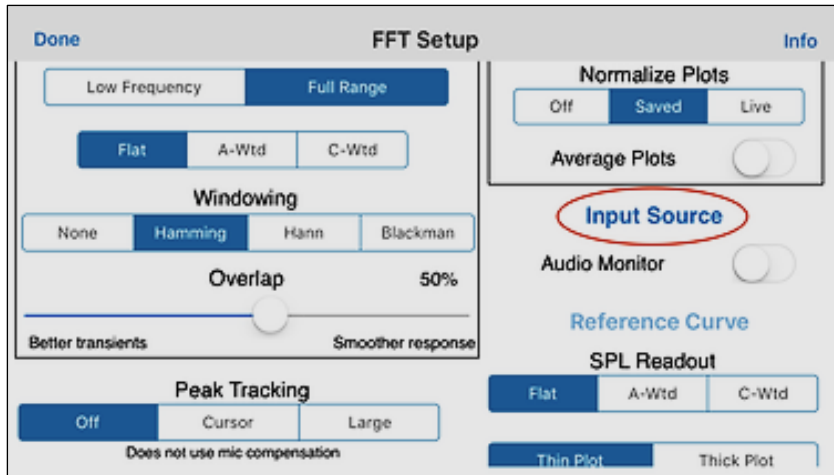 Done FFT Setup Info
Low Frequency Full Range
Flat A-Wtd C-Wtd
Windowing
None Hamming Hann Blackman
Overlap 50%
Better transients Smoother response
Peak Tracking
Off Cursor Large
Does not use mic compensation
Normalize Plots
Off Saved Live
Average Plots
Input Source
Audio Monitor
Reference Curve
SPL Readout
Flat A-Wtd C-Wtd
Thin Plot Thick Plot